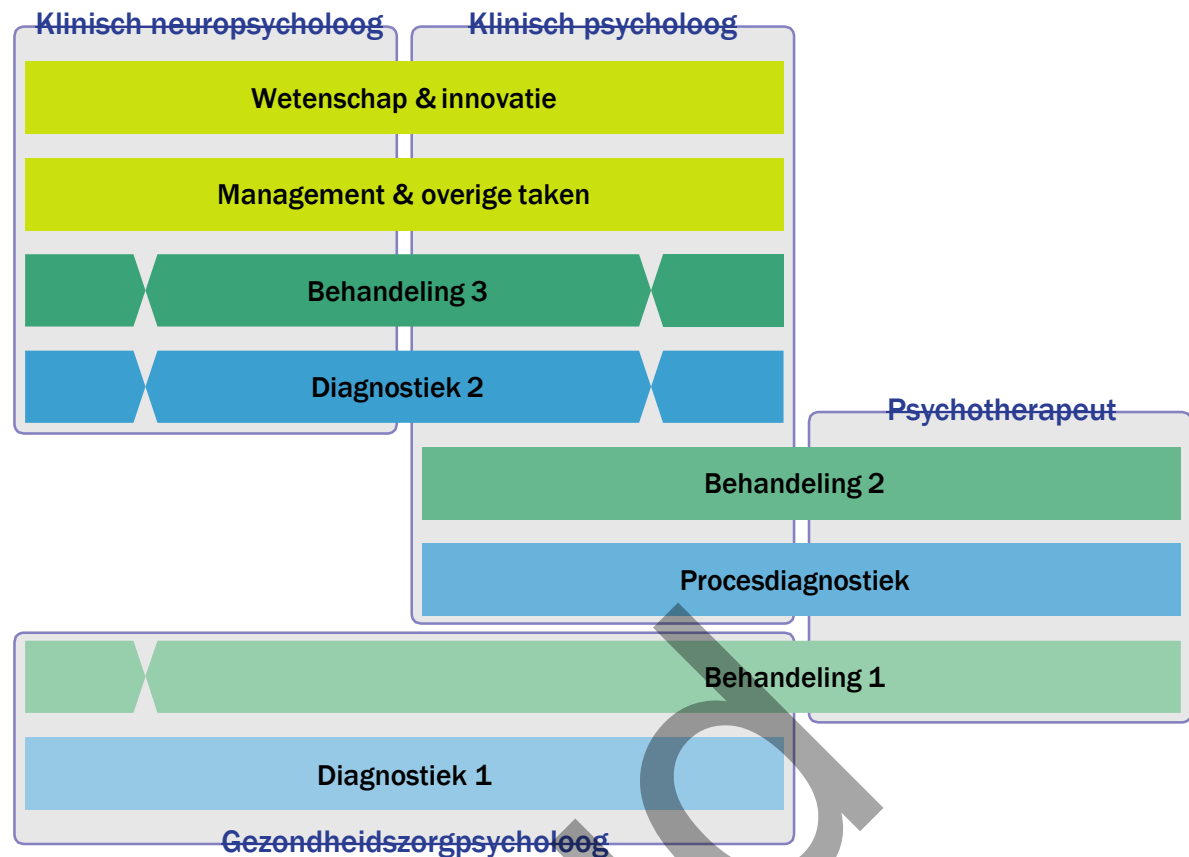 Klinisch neuropsycholoog
Klinisch psycholoog
Wetenschap & innovatie
Management & overige taken
Behandeling 3
Diagnostiek 2
Psychotherapeut
Behandeling 2
Procesdiagnostiek
Behandeling 1
Diagnostiek 1
Gezondheidszorgpsycholoog